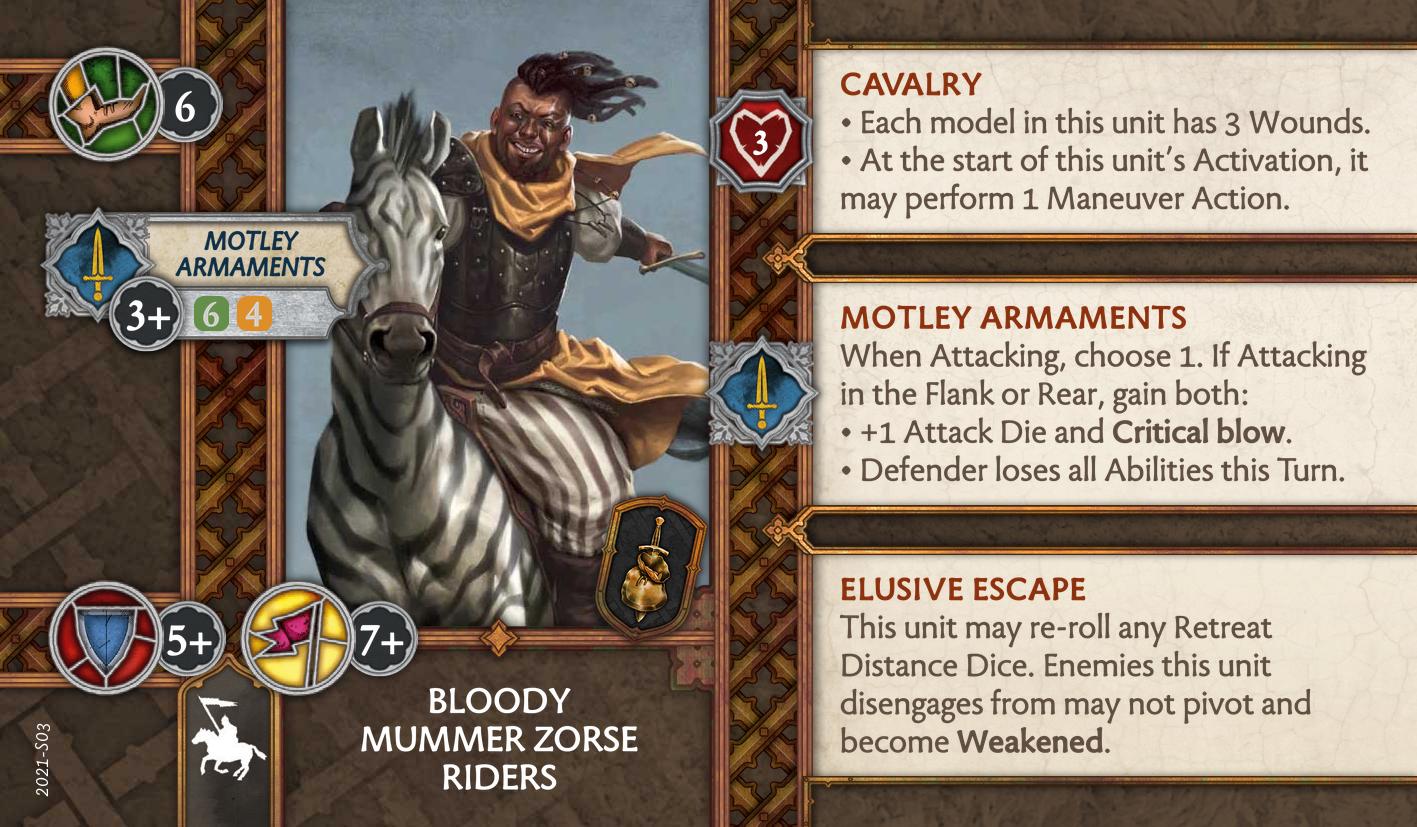 6
MOTLEY
ARMAMENTS
3+ 6 4
5+ 7+
BLOODY
MUMMER ZORSE
RIDERS
2021-S03
3
CAVALRY
• Each model in this unit has 3 Wounds.
• At the start of this unit's Activation, it
may perform 1 Maneuver Action.
MOTLEY ARMAMENTS
When Attacking, choose 1. If Attacking
in the Flank or Rear, gain both:
• +1 Attack Die and Critical blow.
• Defender loses all Abilities this Turn.
ELUSIVE ESCAPE
This unit may re-roll any Retreat
Distance Dice. Enemies this unit
disengages from may not pivot and
become Weakened.